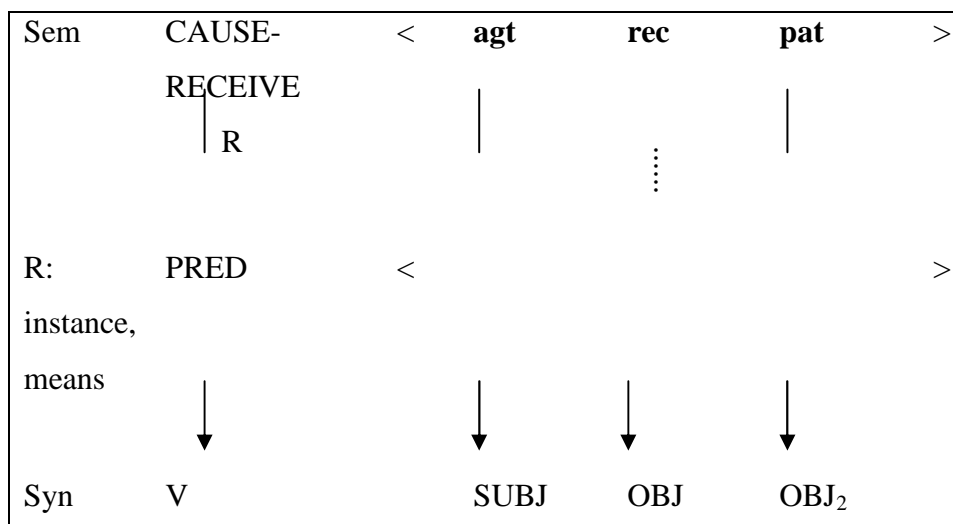 Sem CAUSE- < agt rec pat >
RECEIVE
R
R: PRED < >
instance,
means
Syn V SUBJ OBJ OBJ₂